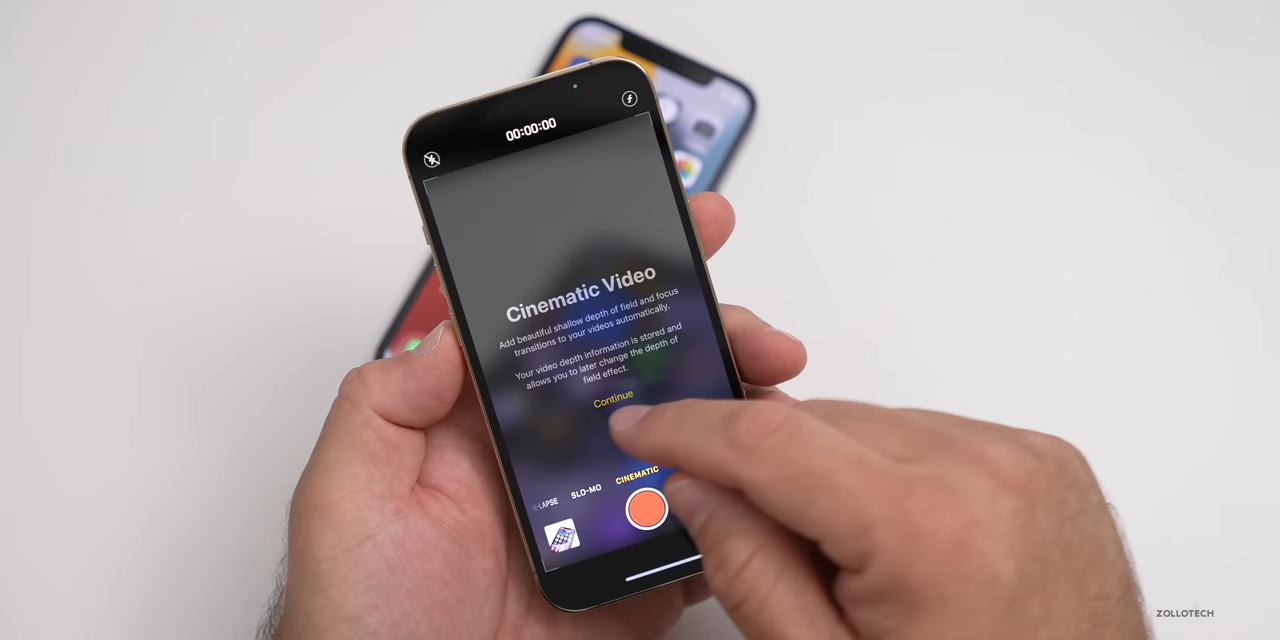 00:00:00
Cinematic Video
Add beautiful shallow depth of field and focus
transitions to your videos automatically.
Your video depth information is stored and
allows you to later change the depth of
field effect.
Continue
E-LAPSE SLO-MO CINEMATIC
ZOLLOTECH